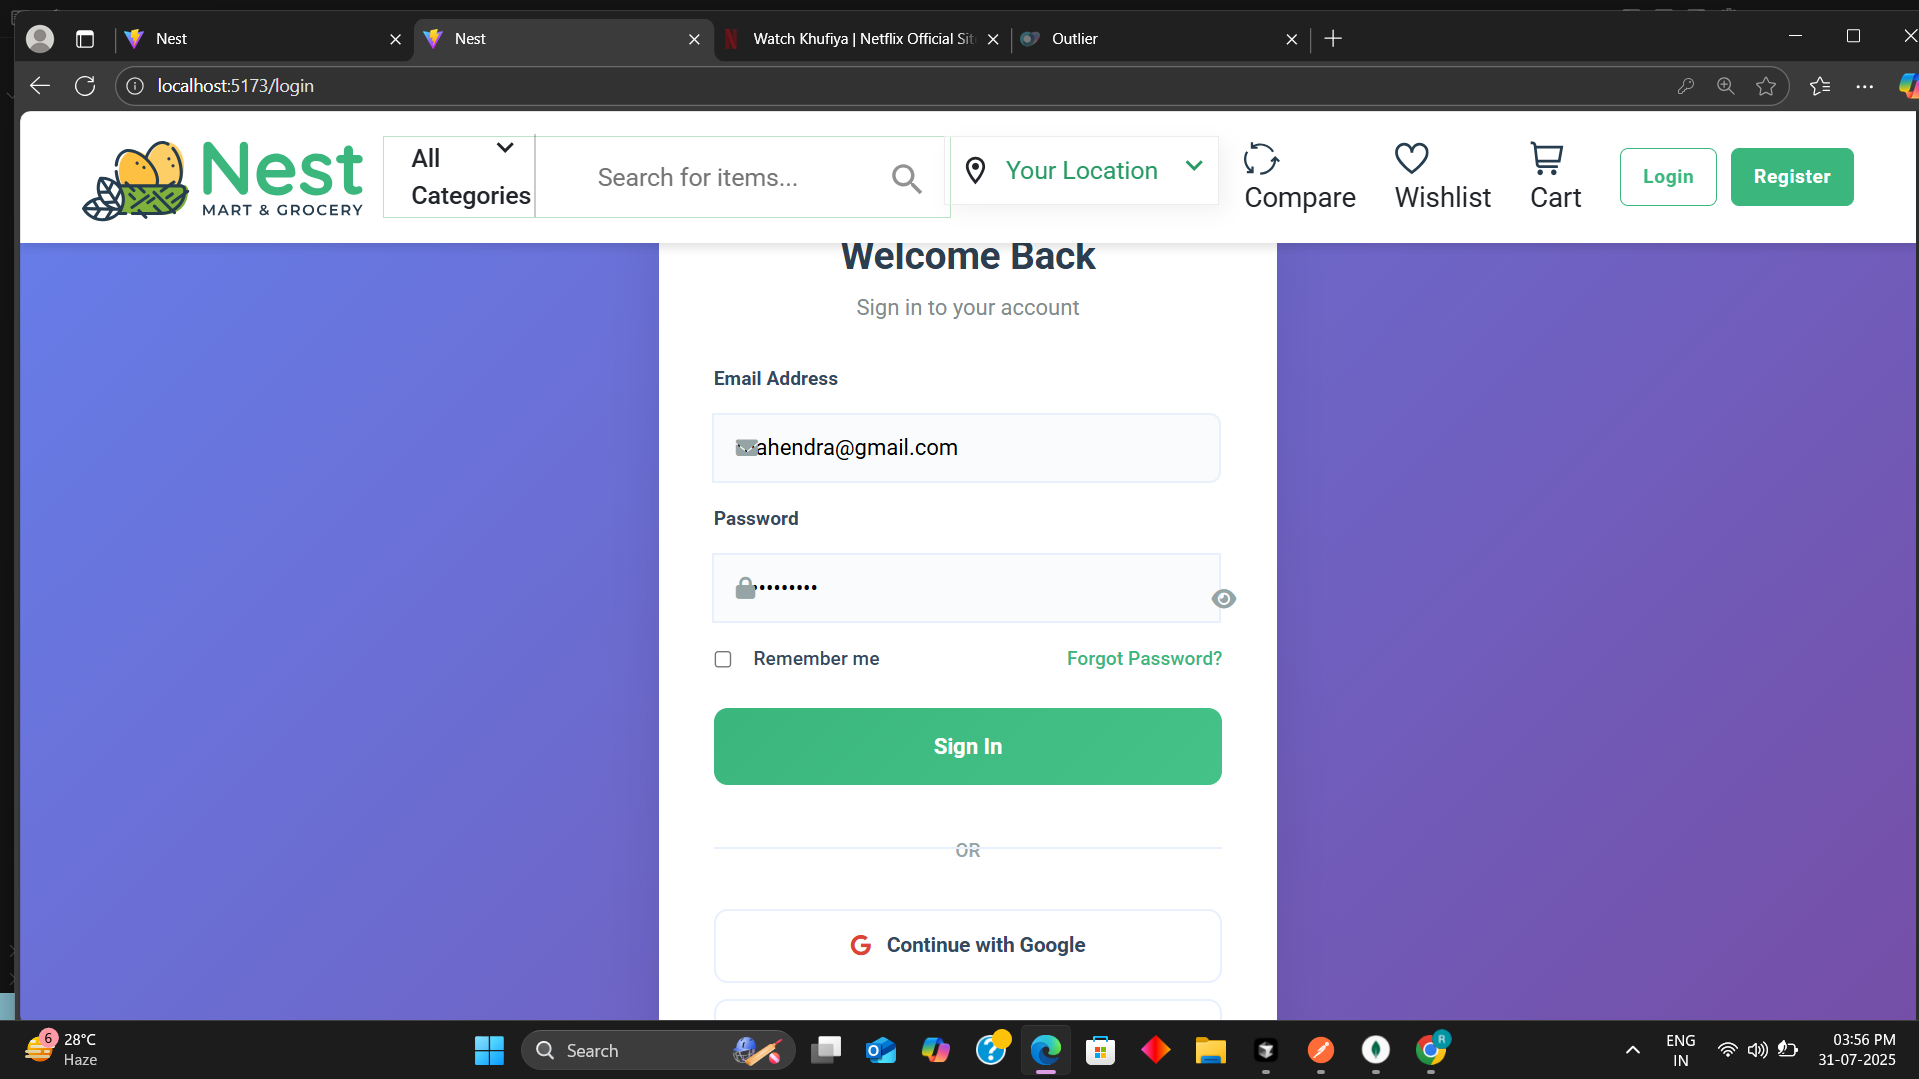 Nest
Nest
Watch Khufiya | Netflix Official Sit
Outlier
localhost:5173/login
Nest
MART & GROCERY
All
Categories
Search for items...
Your Location
Compare
Wishlist
Cart
Login
Register
Welcome Back
Sign in to your account
Email Address
ahendra@gmail.com
Password
Remember me
Forgot Password?
Sign In
OR
Continue with Google
6
28°C
Haze
Search
R
ENG
IN
03:56 PM
31-07-2025